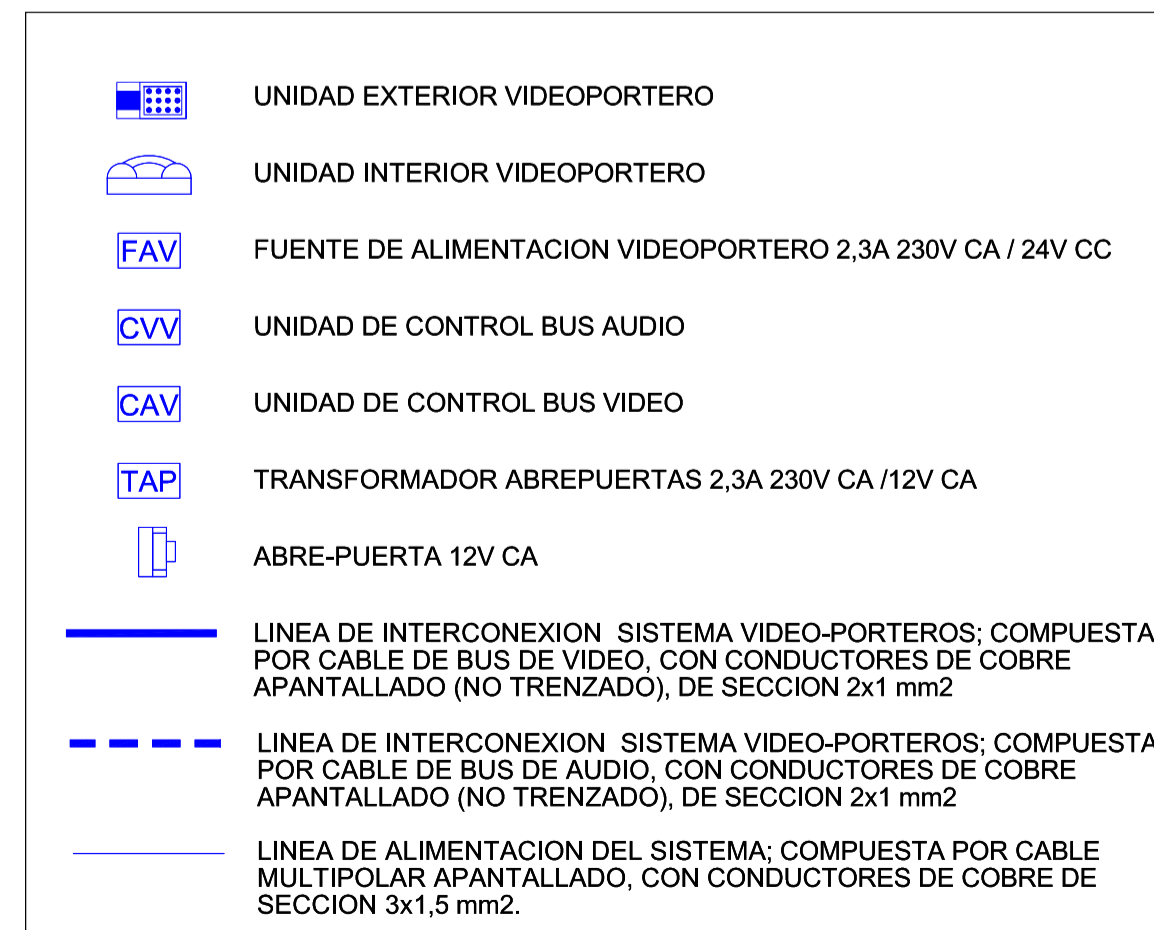 UNIDAD EXTERIOR VIDEOPORTERO
UNIDAD INTERIOR VIDEOPORTERO
FAV FUENTE DE ALIMENTACION VIDEOPORTERO 2,3A 230V CA / 24V CC
CVV UNIDAD DE CONTROL BUS AUDIO
CAV UNIDAD DE CONTROL BUS VIDEO
TAP TRANSFORMADOR ABREPUERTAS 2,3A 230V CA /12V CA
ABRE-PUERTA 12V CA
LINEA DE INTERCONEXION SISTEMA VIDEO-PORTEROS; COMPUESTA
POR CABLE DE BUS DE VIDEO, CON CONDUCTORES DE COBRE
APANTALLADO (NO TRENZADO), DE SECCION 2x1 mm2
LINEA DE INTERCONEXION SISTEMA VIDEO-PORTEROS; COMPUESTA
POR CABLE DE BUS DE AUDIO, CON CONDUCTORES DE COBRE
APANTALLADO (NO TRENZADO), DE SECCION 2x1 mm2
LINEA DE ALIMENTACION DEL SISTEMA; COMPUESTA POR CABLE
MULTIPOLAR APANTALLADO, CON CONDUCTORES DE COBRE DE
SECCION 3x1,5 mm2.